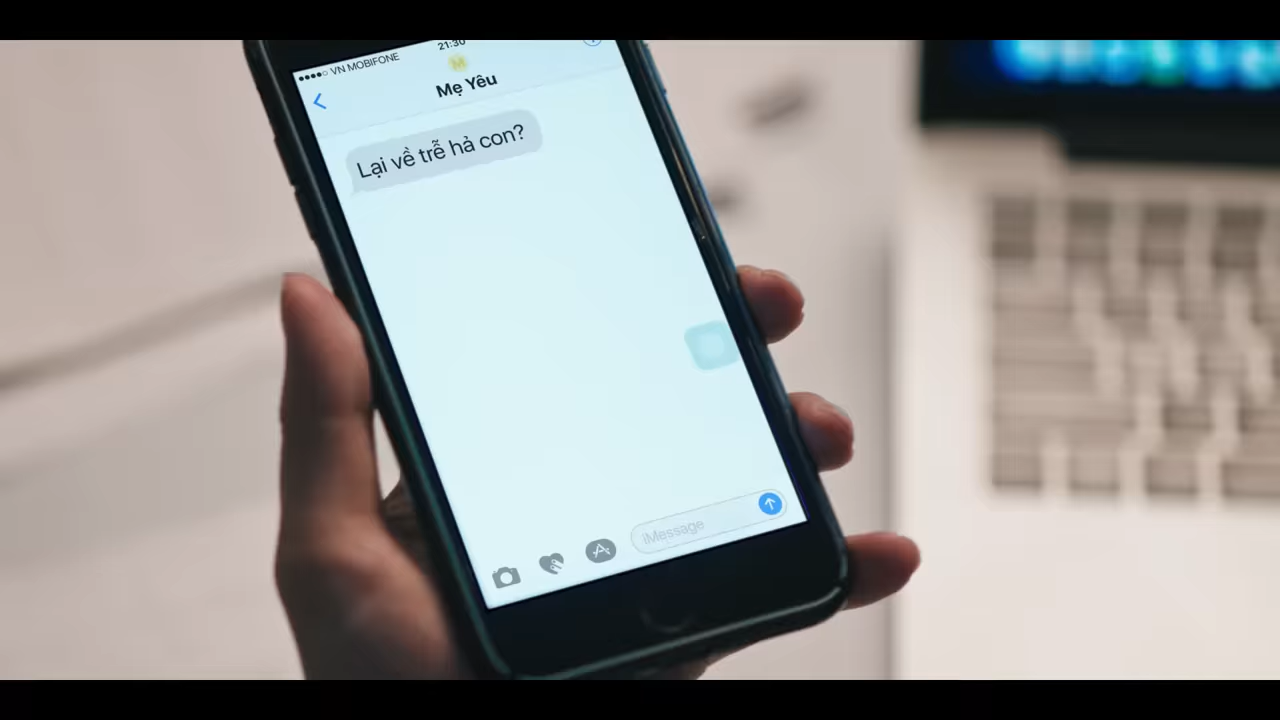 VN MOBIFONE
21:30
M
Mẹ Yêu
Lại về trễ hả con?
iMessage